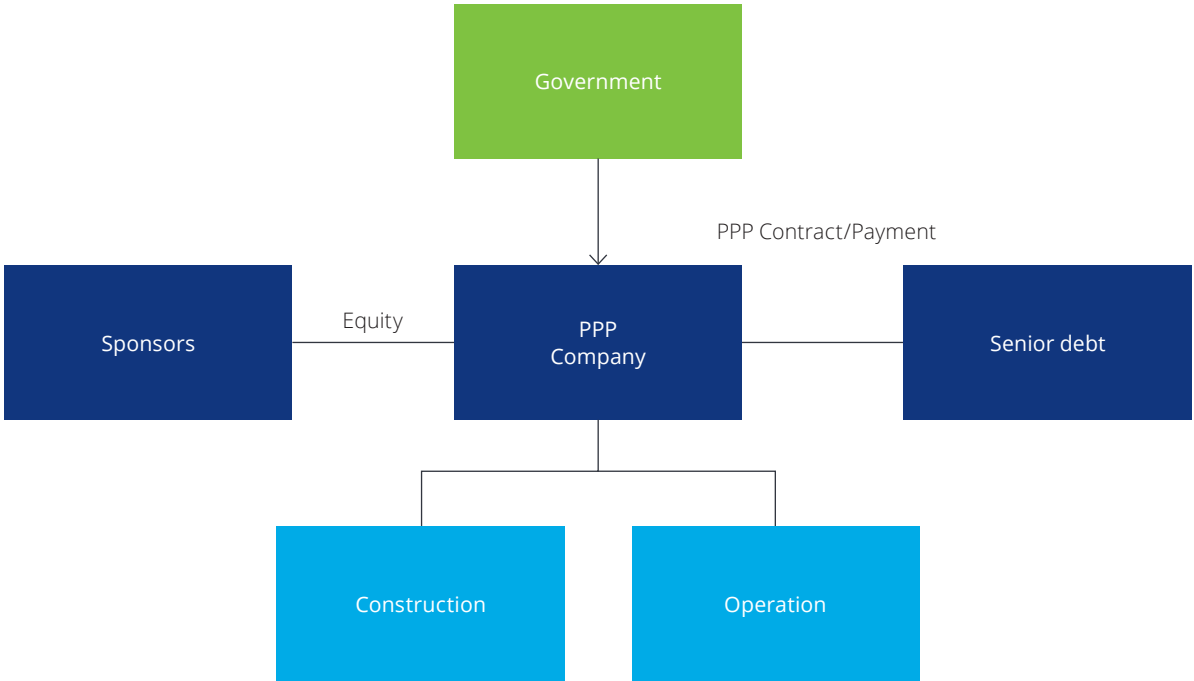 Government
PPP Contract/Payment
Sponsors
Equity
PPP
Company
Senior debt
Construction
Operation